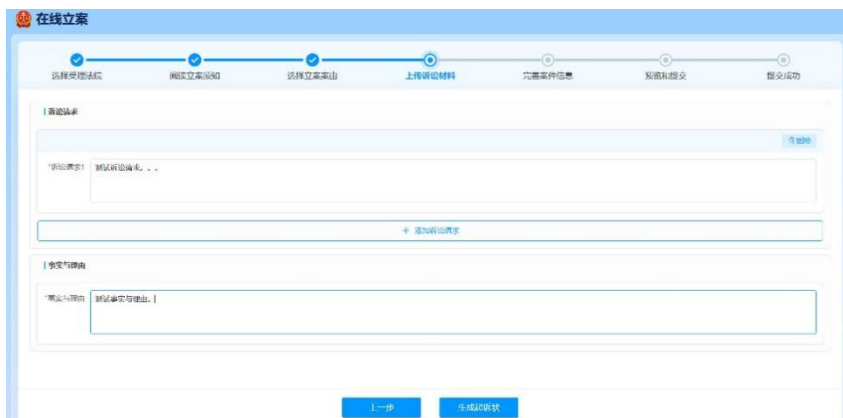 在线立案
选择受理法院
阅读立案须知
选择立案案由
上传诉讼材料
完善案件信息
预览和提交
提交成功
诉讼请求
删除
*诉讼请求1
测试诉讼请求。。。
+ 添加诉讼请求
事实与理由
*事实与理由
测试事实与理由。
上一步
生成起诉状